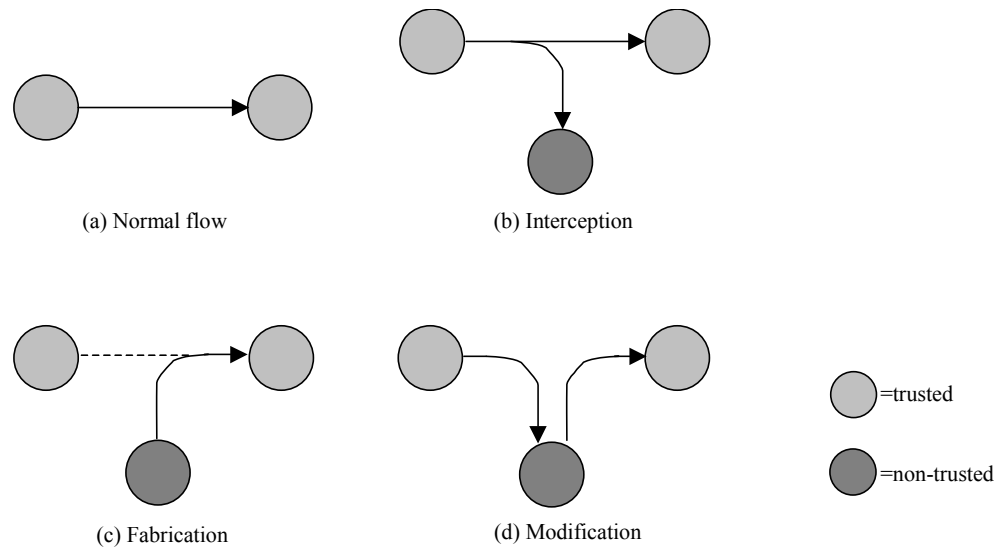 (a) Normal flow
(b) Interception
(c) Fabrication
(d) Modification
=trusted
=non-trusted